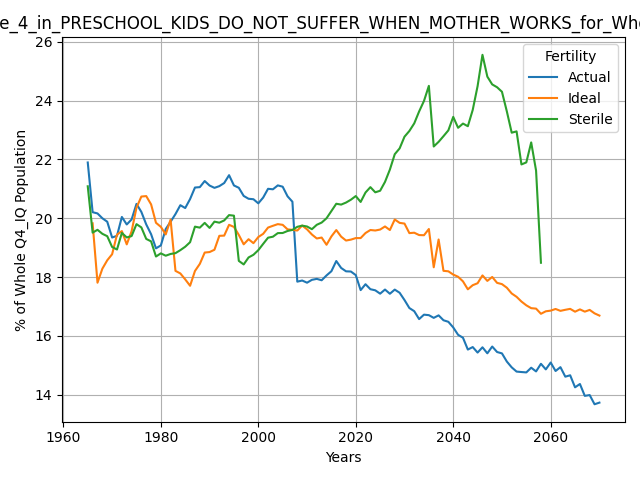 e_4_in_PRESCHOOL_KIDS_DO_NOT_SUFFER_WHEN_MOTHER_WORKS_for_Who
26
24
22
20
18
16
14
% of Whole Q4_IQ Population
Fertility
Actual
Ideal
Sterile
1960 1980 2000 2020 2040 2060
Years